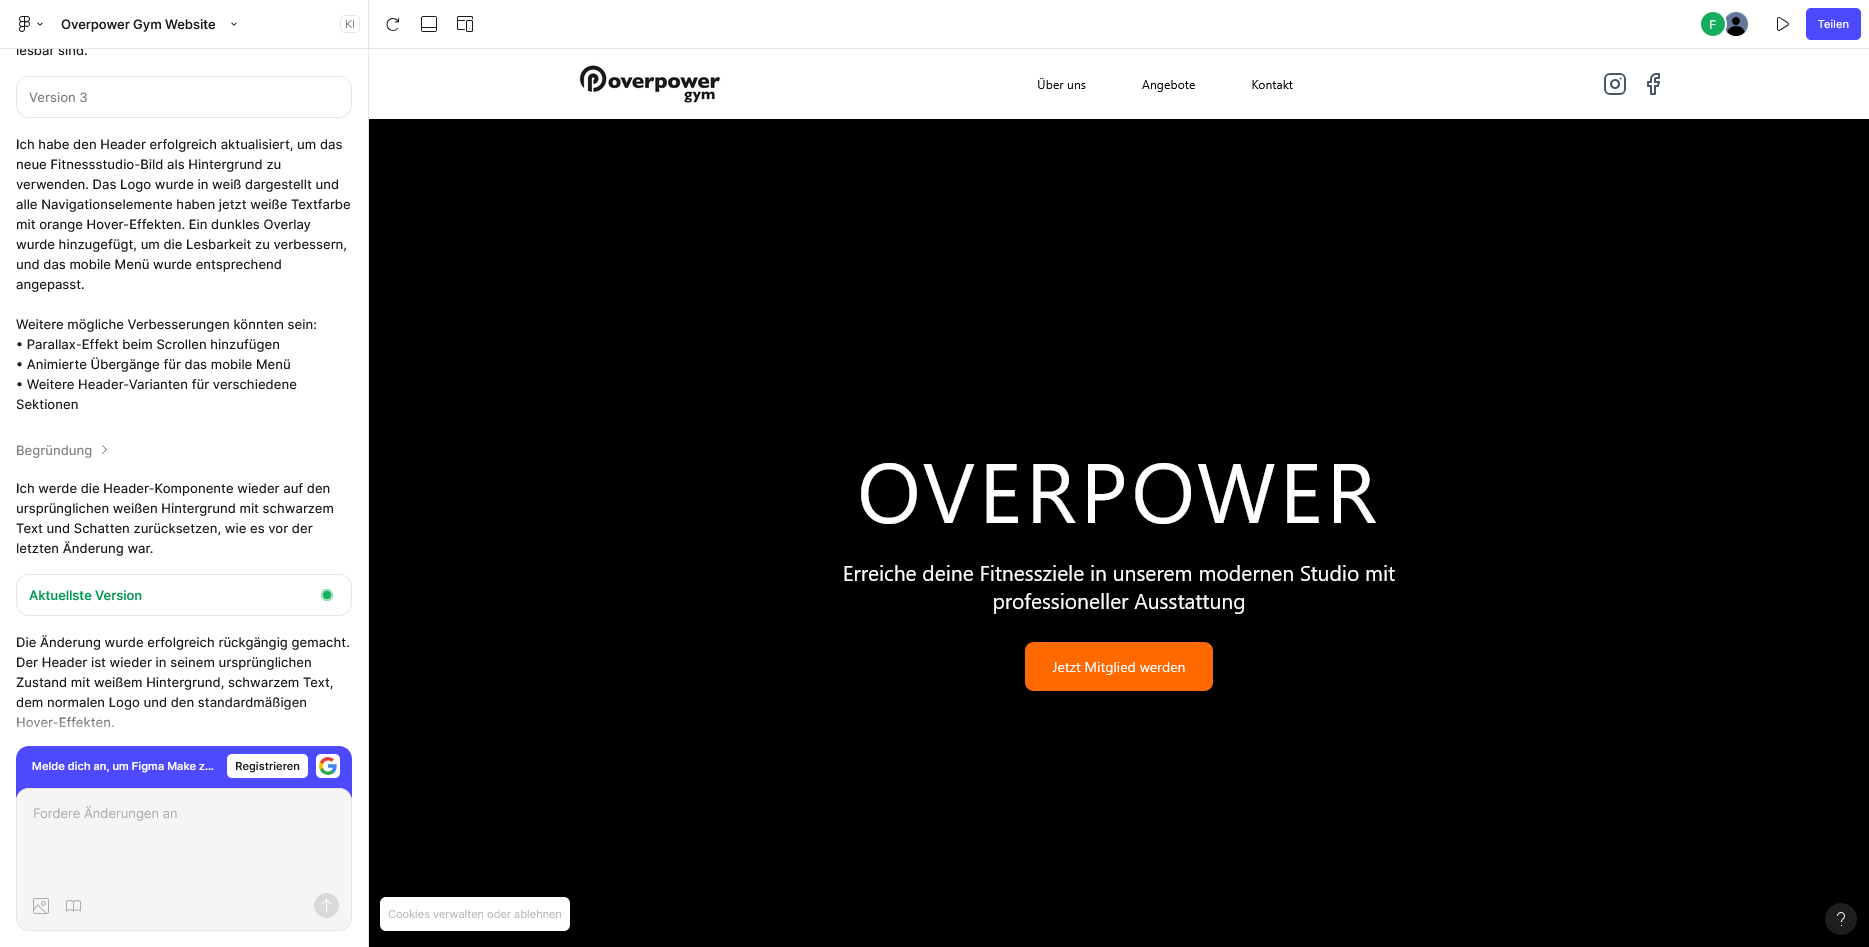 Overpower Gym Website
KI
F
Teilen
lesbar sind.
Version 3
Ich habe den Header erfolgreich aktualisiert, um das
neue Fitnessstudio-Bild als Hintergrund zu
verwenden. Das Logo wurde in weiß dargestellt und
alle Navigationselemente haben jetzt weiße Textfarbe
mit orange Hover-Effekten. Ein dunkles Overlay
wurde hinzugefügt, um die Lesbarkeit zu verbessern,
und das mobile Menü wurde entsprechend
angepasst.
Weitere mögliche Verbesserungen könnten sein:
• Parallax-Effekt beim Scrollen hinzufügen
• Animierte Übergänge für das mobile Menü
• Weitere Header-Varianten für verschiedene
Sektionen
Begründung
Ich werde die Header-Komponente wieder auf den
ursprünglichen weißen Hintergrund mit schwarzem
Text und Schatten zurücksetzen, wie es vor der
letzten Änderung war.
Aktuellste Version
Die Änderung wurde erfolgreich rückgängig gemacht.
Der Header ist wieder in seinem ursprünglichen
Zustand mit weißem Hintergrund, schwarzem Text,
dem normalen Logo und den standardmäßigen
Hover-Effekten.
Melde dich an, um Figma Make z...
Registrieren
Fordere Änderungen an
overpower
gym
Über uns
Angebote
Kontakt
OVERPOWER
Erreiche deine Fitnessziele in unserem modernen Studio mit
professioneller Ausstattung
Jetzt Mitglied werden
Cookies verwalten oder ablehnen
?